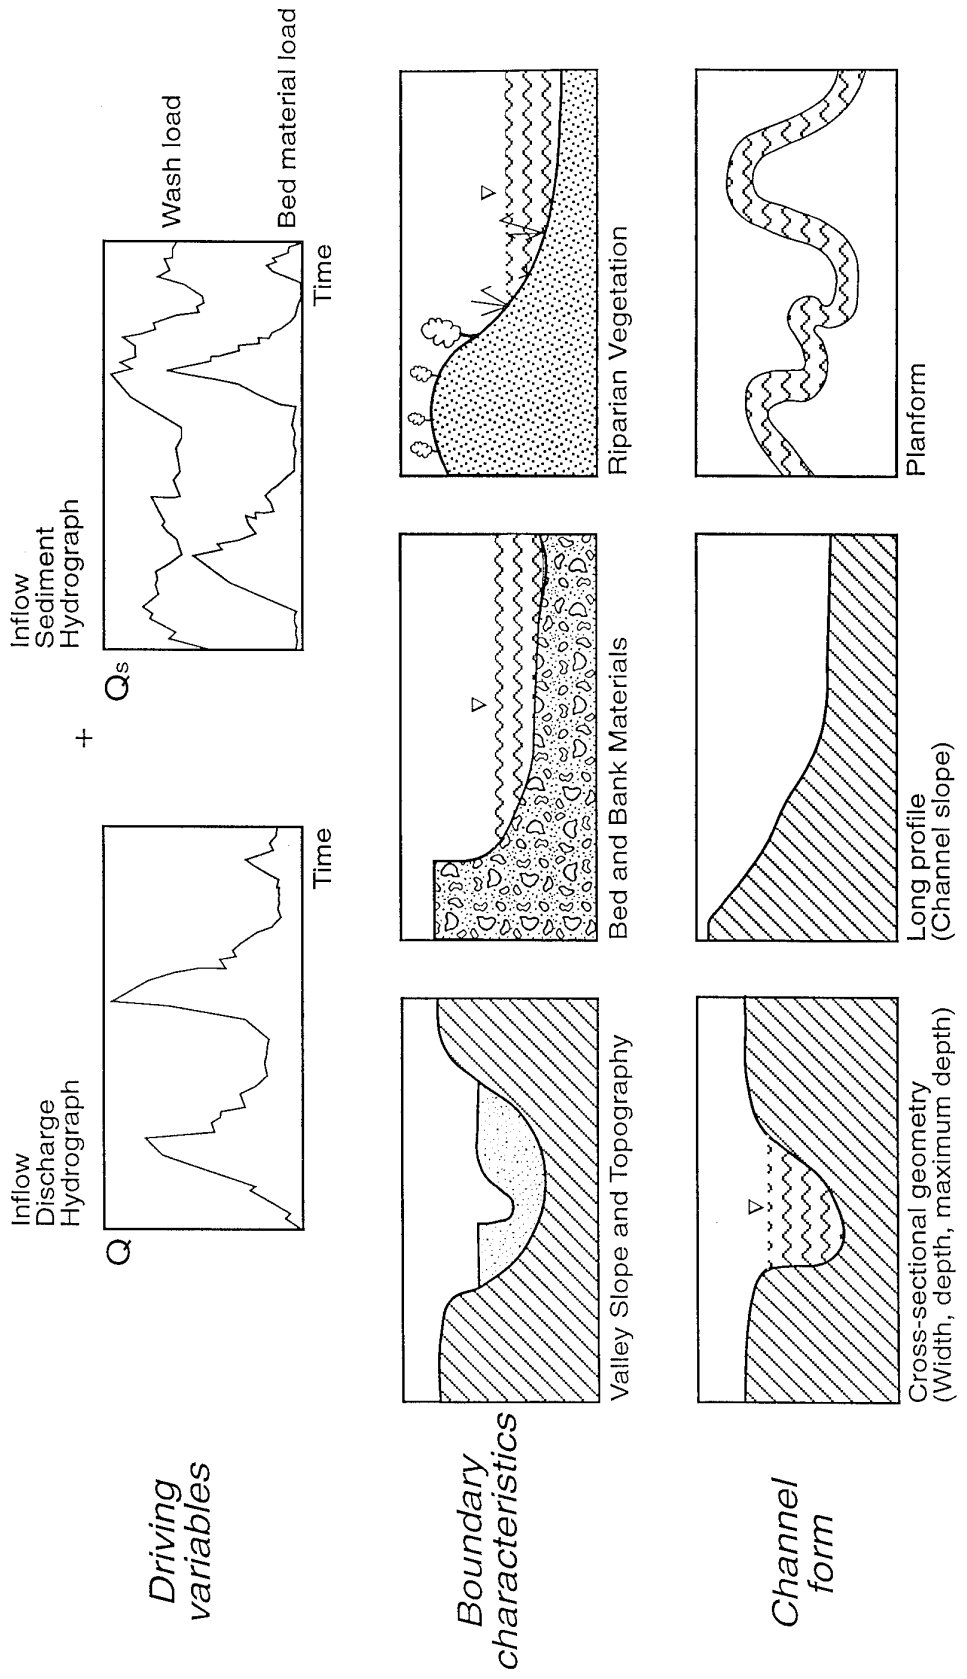 Driving
variables
Inflow
Discharge
Hydrograph
Q
Time
+
Inflow
Sediment
Hydrograph
Qs
Wash load
Bed material load
Time
Boundary
characteristics
Valley Slope and Topography
Bed and Bank Materials
Riparian Vegetation
Channel
form
Cross-sectional geometry
(Width, depth, maximum depth)
Long profile
(Channel slope)
Planform